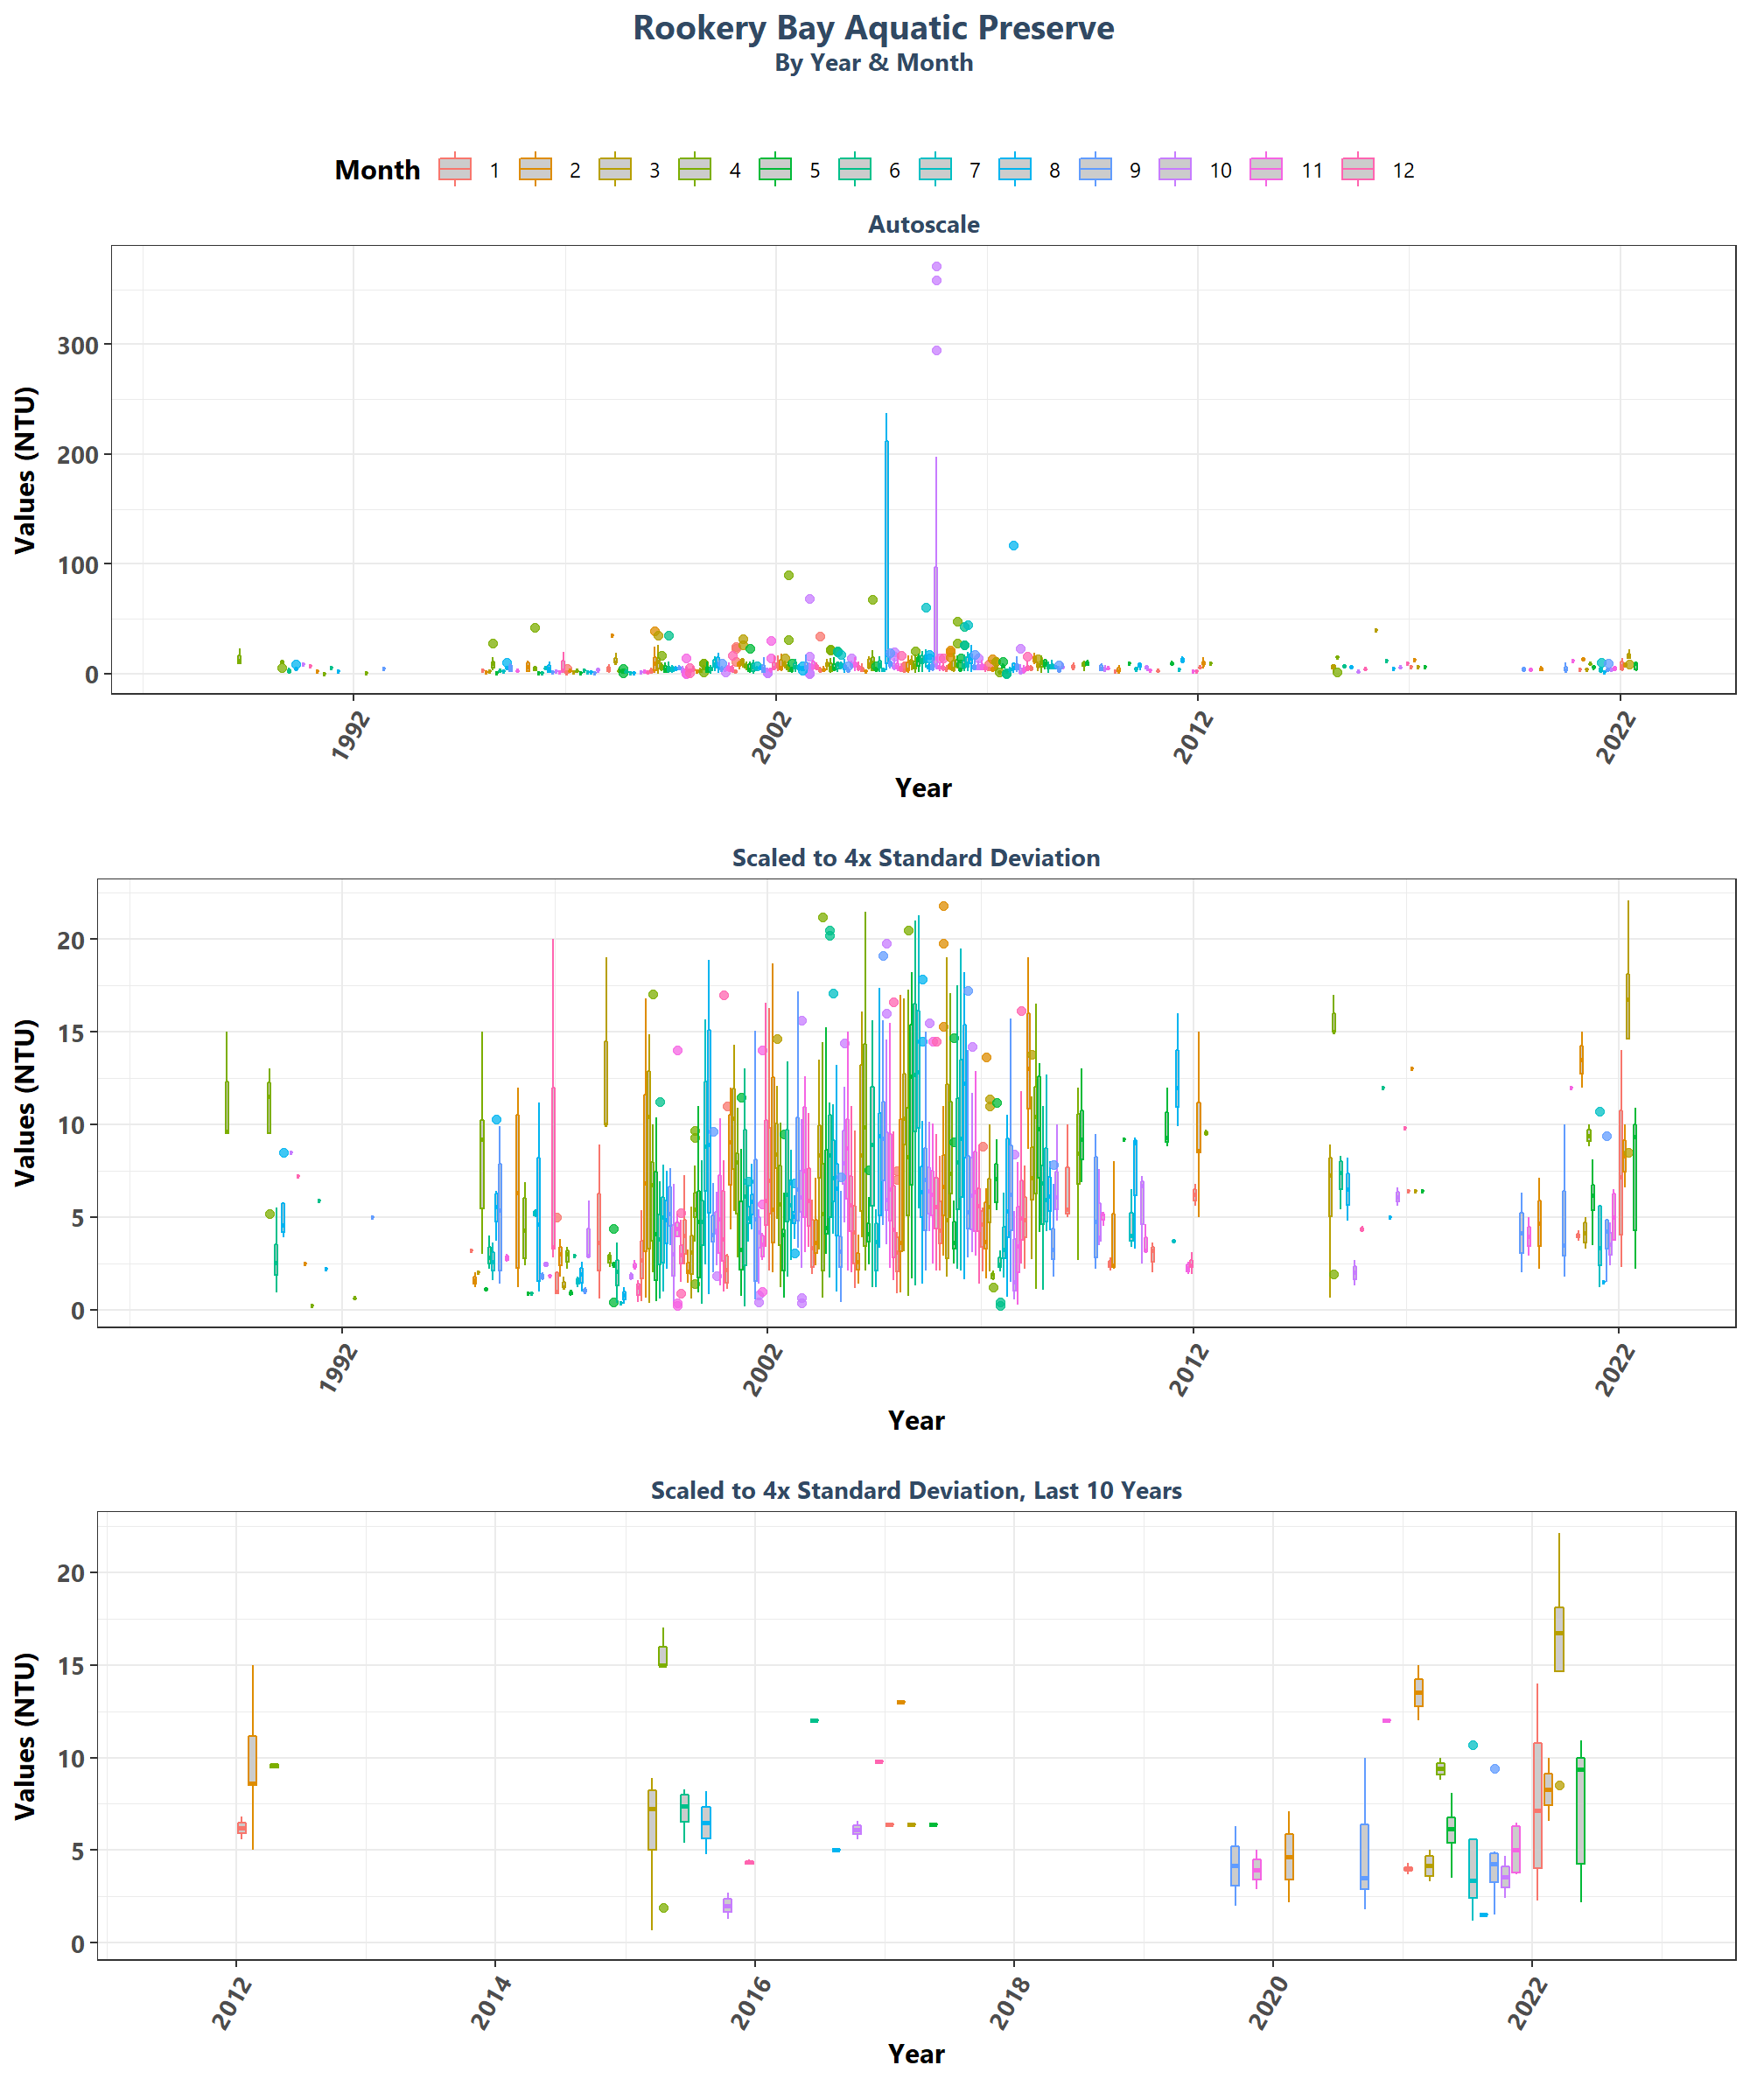 Rookery Bay Aquatic Preserve
By Year & Month
Month 1 2 3 4 5 6 7 8 9 10 11 12
Autoscale
Values (NTU)
300
200
100
0
1992 2002 2012 2022
Year
Scaled to 4x Standard Deviation
Values (NTU)
20
15
10
5
0
1992 2002 2012 2022
Year
Scaled to 4x Standard Deviation, Last 10 Years
Values (NTU)
20
15
10
5
0
2012 2014 2016 2018 2020 2022
Year